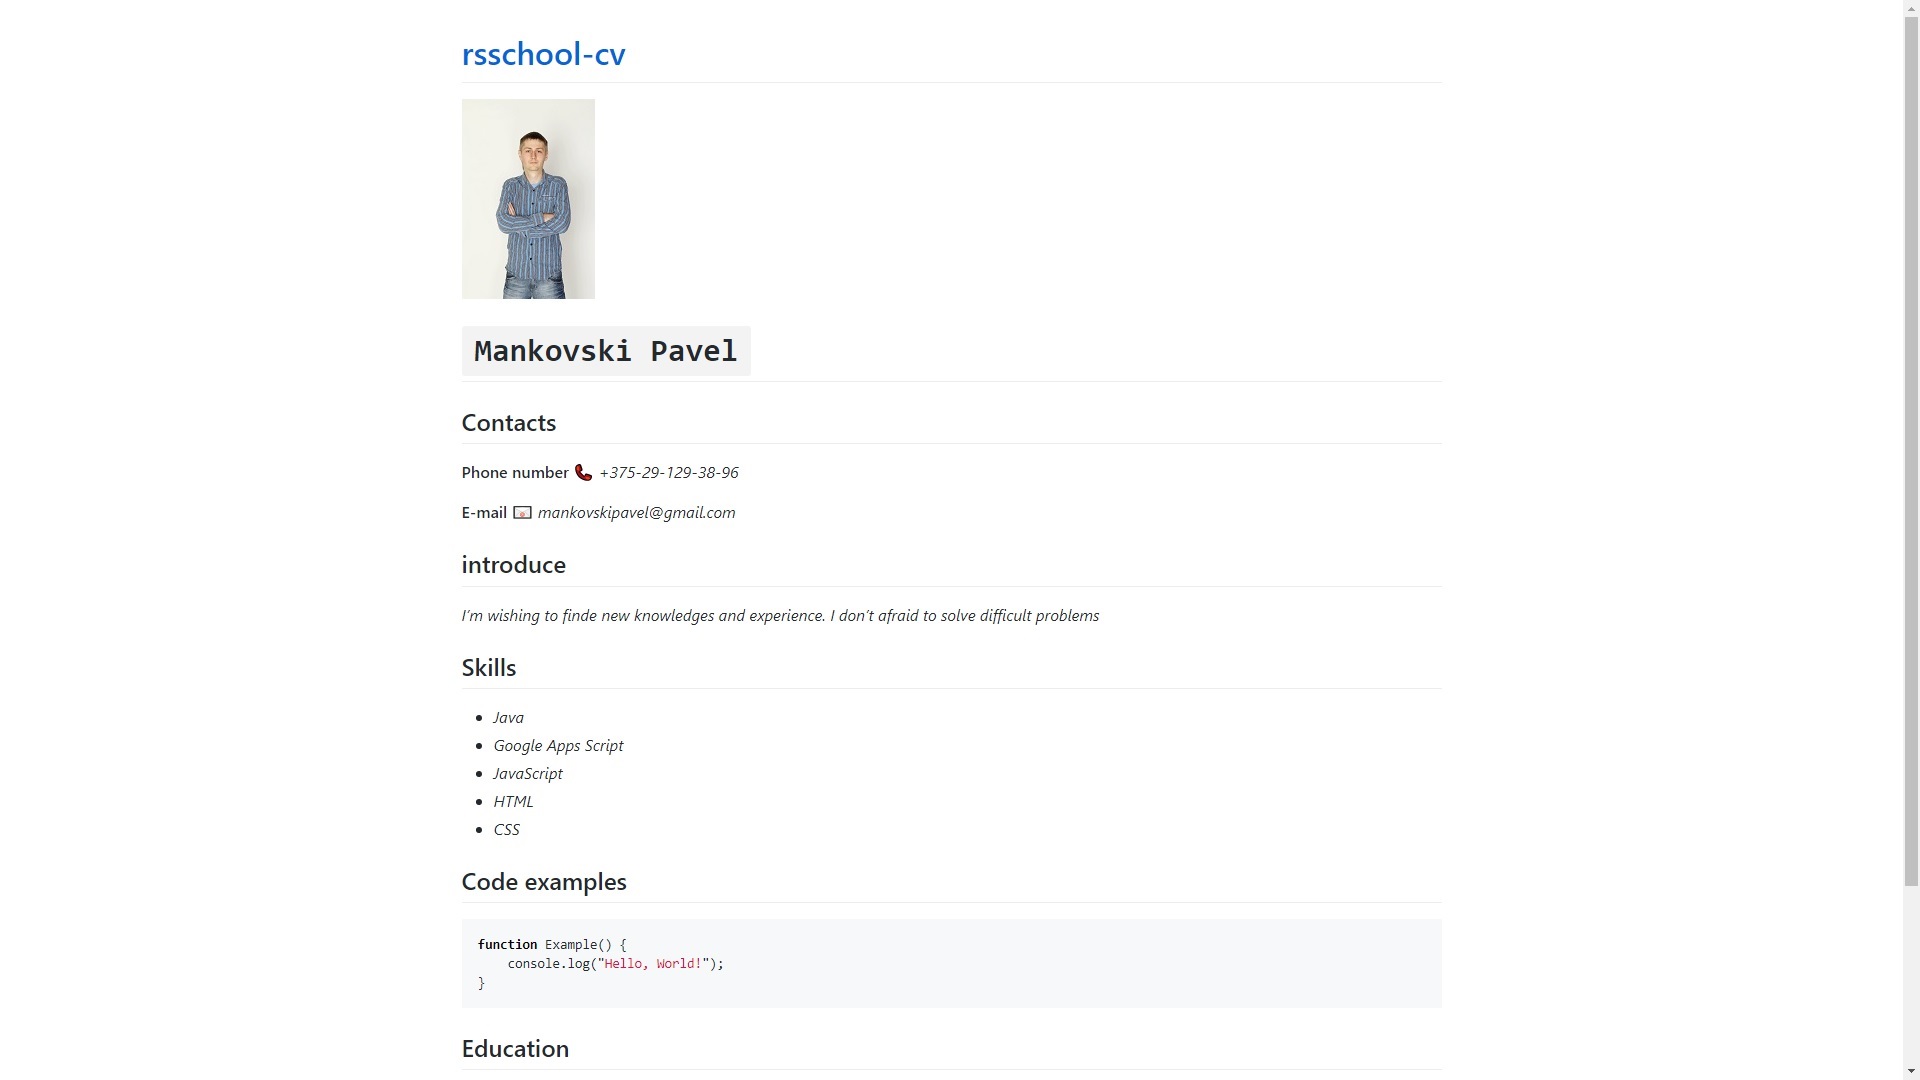 rsschool-cv
Mankovski Pavel
Contacts
Phone number +375-29-129-38-96
E-mail mankovskipavel@gmail.com
introduce
I'm wishing to finde new knowledges and experience. I don't afraid to solve difficult problems
Skills
Java
Google Apps Script
JavaScript
HTML
CSS
Code examples
function Example() {
    console.log("Hello, World!");
}
Education